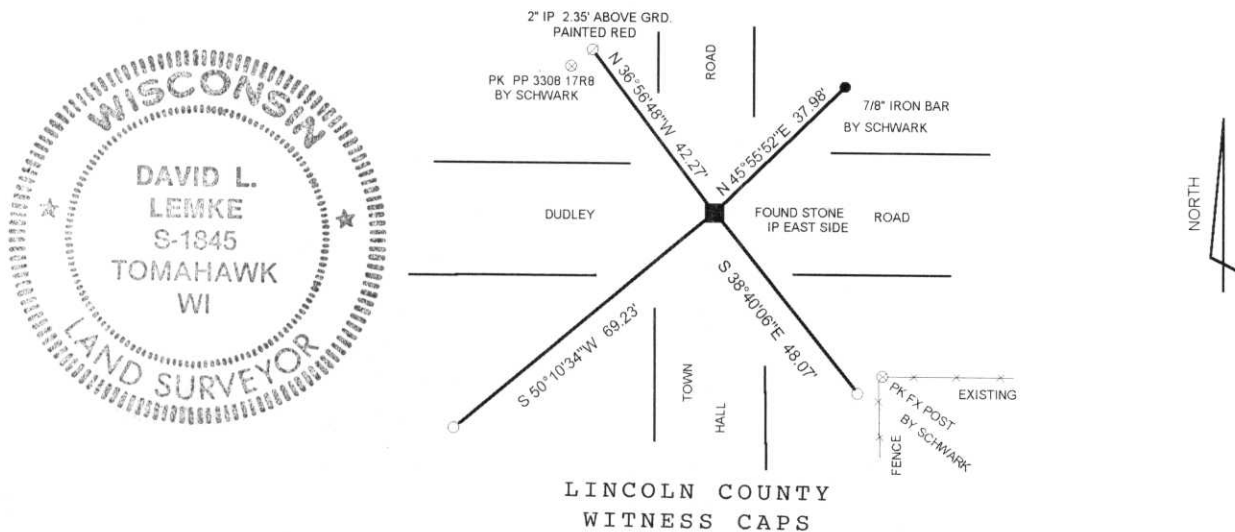 WISCONSIN
DAVID L.
LEMKE
S-1845
TOMAHAWK
WI
LAND SURVEYOR
2" IP 2.35' ABOVE GRD.
PAINTED RED
PK PP 3308 17R8
BY SCHWARK
N 36°56'48"W 42.27'
ROAD
N 45°55'52"E 37.98'
7/8" IRON BAR
BY SCHWARK
DUDLEY
FOUND STONE
IP EAST SIDE
ROAD
NORTH
S 50°10'34"W 69.23'
S 38°40'06"E 48.07'
TOWN
HALL
PK FX POST
BY SCHWARK
EXISTING
FENCE
LINCOLN COUNTY
WITNESS CAPS